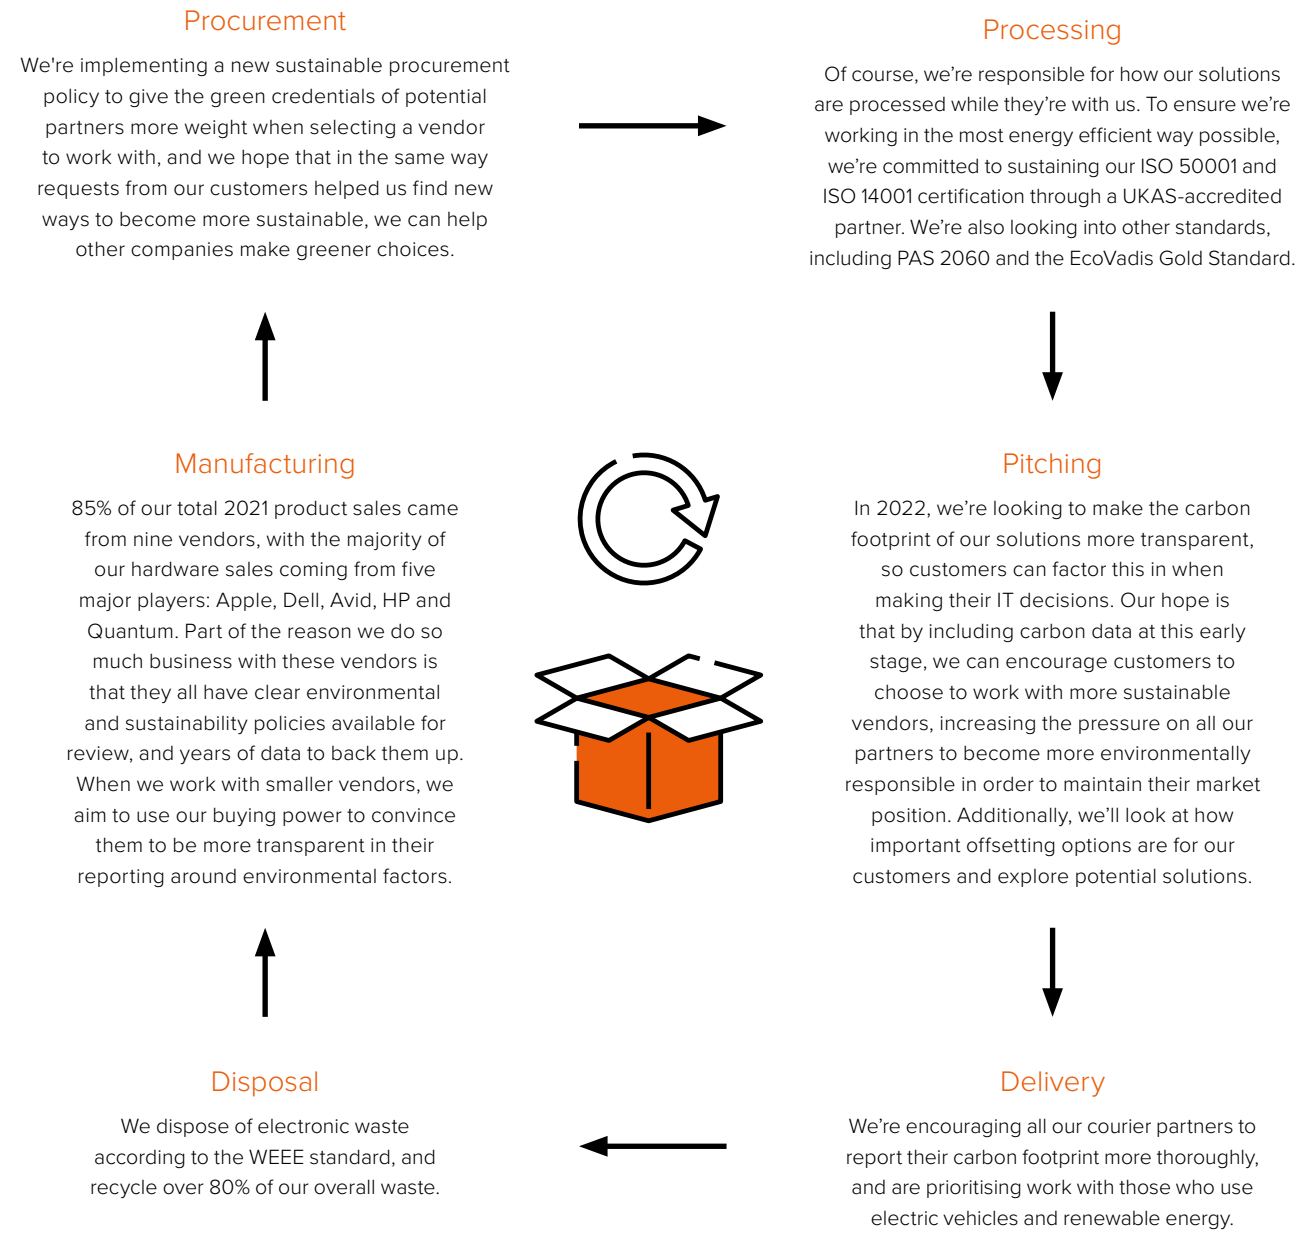 Procurement
We're implementing a new sustainable procurement
policy to give the green credentials of potential
partners more weight when selecting a vendor
to work with, and we hope that in the same way
requests from our customers helped us find new
ways to become more sustainable, we can help
other companies make greener choices.
Processing
Of course, we’re responsible for how our solutions
are processed while they’re with us. To ensure we’re
working in the most energy efficient way possible,
we’re committed to sustaining our ISO 50001 and
ISO 14001 certification through a UKAS-accredited
partner. We’re also looking into other standards,
including PAS 2060 and the EcoVadis Gold Standard.
Manufacturing
85% of our total 2021 product sales came
from nine vendors, with the majority of
our hardware sales coming from five
major players: Apple, Dell, Avid, HP and
Quantum. Part of the reason we do so
much business with these vendors is
that they all have clear environmental
and sustainability policies available for
review, and years of data to back them up.
When we work with smaller vendors, we
aim to use our buying power to convince
them to be more transparent in their
reporting around environmental factors.
Pitching
In 2022, we’re looking to make the carbon
footprint of our solutions more transparent,
so customers can factor this in when
making their IT decisions. Our hope is
that by including carbon data at this early
stage, we can encourage customers to
choose to work with more sustainable
vendors, increasing the pressure on all our
partners to become more environmentally
responsible in order to maintain their market
position. Additionally, we’ll look at how
important offsetting options are for our
customers and explore potential solutions.
Disposal
We dispose of electronic waste
according to the WEEE standard, and
recycle over 80% of our overall waste.
Delivery
We’re encouraging all our courier partners to
report their carbon footprint more thoroughly,
and are prioritising work with those who use
electric vehicles and renewable energy.